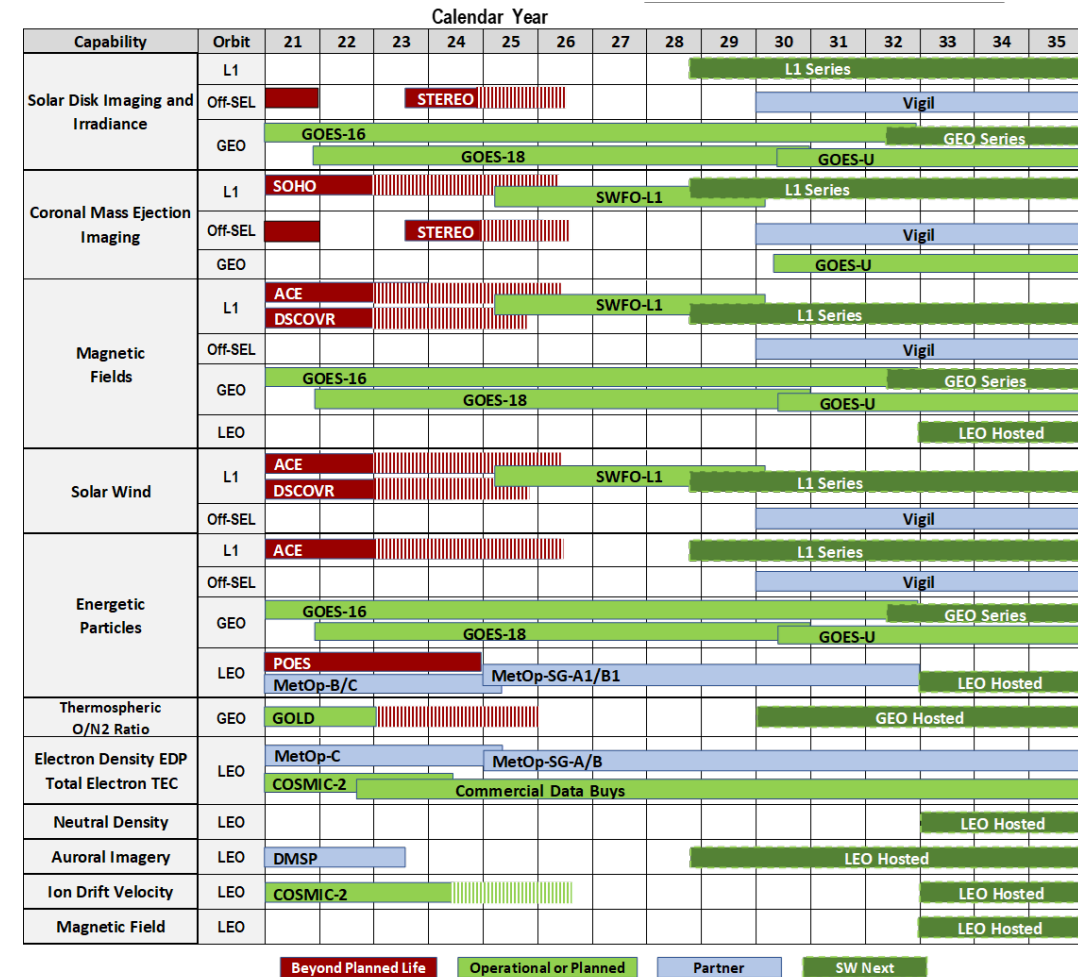 Calendar Year
Capability Orbit 21 22 23 24 25 26 27 28 29 30 31 32 33 34 35
Solar Disk Imaging and
Irradiance
L1
L1 Series
Off-SEL
STEREO
Vigil
GEO
GOES-16
GEO Series
GOES-18
GOES-U
Coronal Mass Ejection
Imaging
L1
SOHO
SWFO-L1
L1 Series
Off-SEL
STEREO
Vigil
GEO
GOES-U
Magnetic
Fields
L1
ACE
SWFO-L1
DSCOVR
L1 Series
Off-SEL
Vigil
GEO
GOES-16
GEO Series
GOES-18
GOES-U
LEO
LEO Hosted
Solar Wind
L1
ACE
SWFO-L1
DSCOVR
L1 Series
Off-SEL
Vigil
Energetic
Particles
L1
ACE
L1 Series
Off-SEL
Vigil
GEO
GOES-16
GEO Series
GOES-18
GOES-U
LEO
POES
MetOp-SG-A1/B1
MetOp-B/C
LEO Hosted
Thermospheric
O/N2 Ratio
GEO
GOLD
GEO Hosted
Electron Density EDP
Total Electron TEC
LEO
MetOp-C
MetOp-SG-A/B
COSMIC-2
Commercial Data Buys
Neutral Density
LEO
LEO Hosted
Auroral Imagery
LEO
DMSP
LEO Hosted
Ion Drift Velocity
LEO
COSMIC-2
LEO Hosted
Magnetic Field
LEO
LEO Hosted
Beyond Planned Life
Operational or Planned
Partner
SW Next